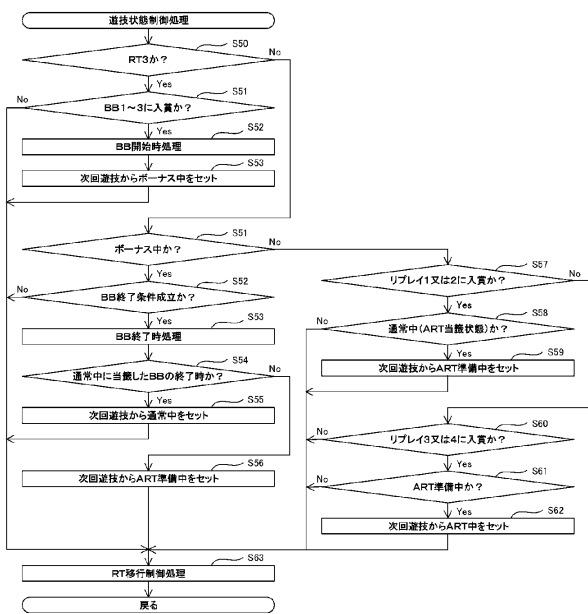 遊技状態制御処理
S50
RT3か？
No
Yes
S51
BB1～3に入賞か？
No
Yes
S52
BB開始時処理
S53
次回遊技からボーナス中をセット
S51
ボーナス中か？
No
Yes
S52
BB終了条件成立か？
No
Yes
S53
BB終了時処理
S54
通常中に当籤したBBの終了時か？
No
Yes
S55
次回遊技から通常中をセット
S56
次回遊技からART準備中をセット
S57
リプレイ1又は2に入賞か？
No
Yes
S58
通常中(ART当籤状態)か？
No
Yes
S59
次回遊技からART準備中をセット
S60
リプレイ3又は4に入賞か？
No
Yes
S61
ART準備中か？
No
Yes
S62
次回遊技からART中をセット
S63
RT移行制御処理
戻る